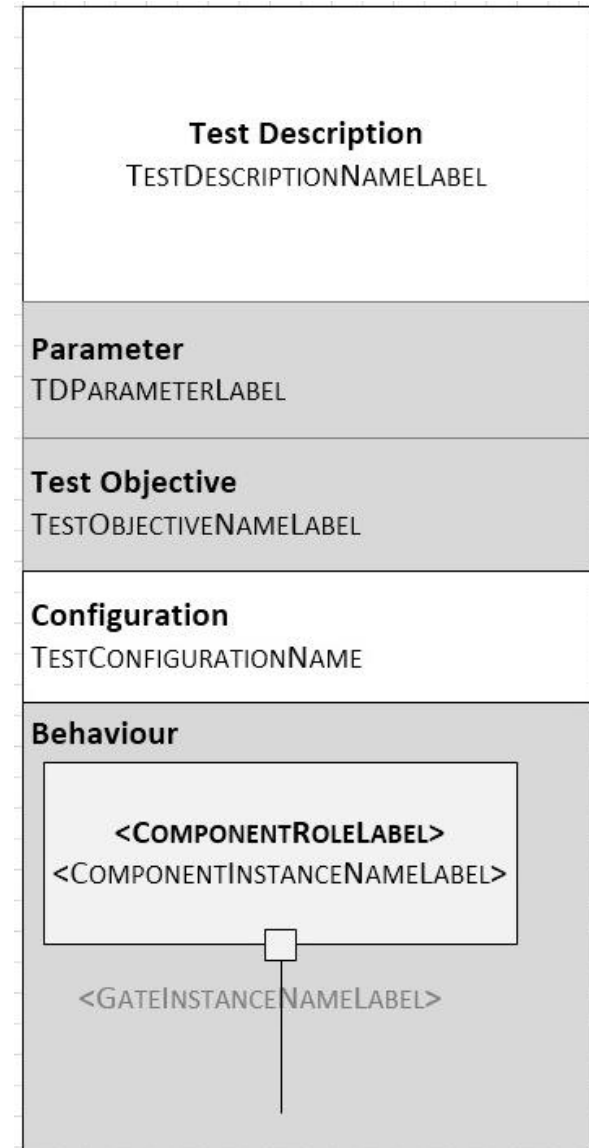 Test Description
TESTDESCRIPTIONNAMELABEL
Parameter
TDPARAMETERLABEL
Test Objective
TESTOBJECTIVENAMELABEL
Configuration
TESTCONFIGURATIONNAME
Behaviour
<COMPONENTROLELABEL>
<COMPONENTINSTANCENAMELABEL>
<GATEINSTANCENAMELABEL>